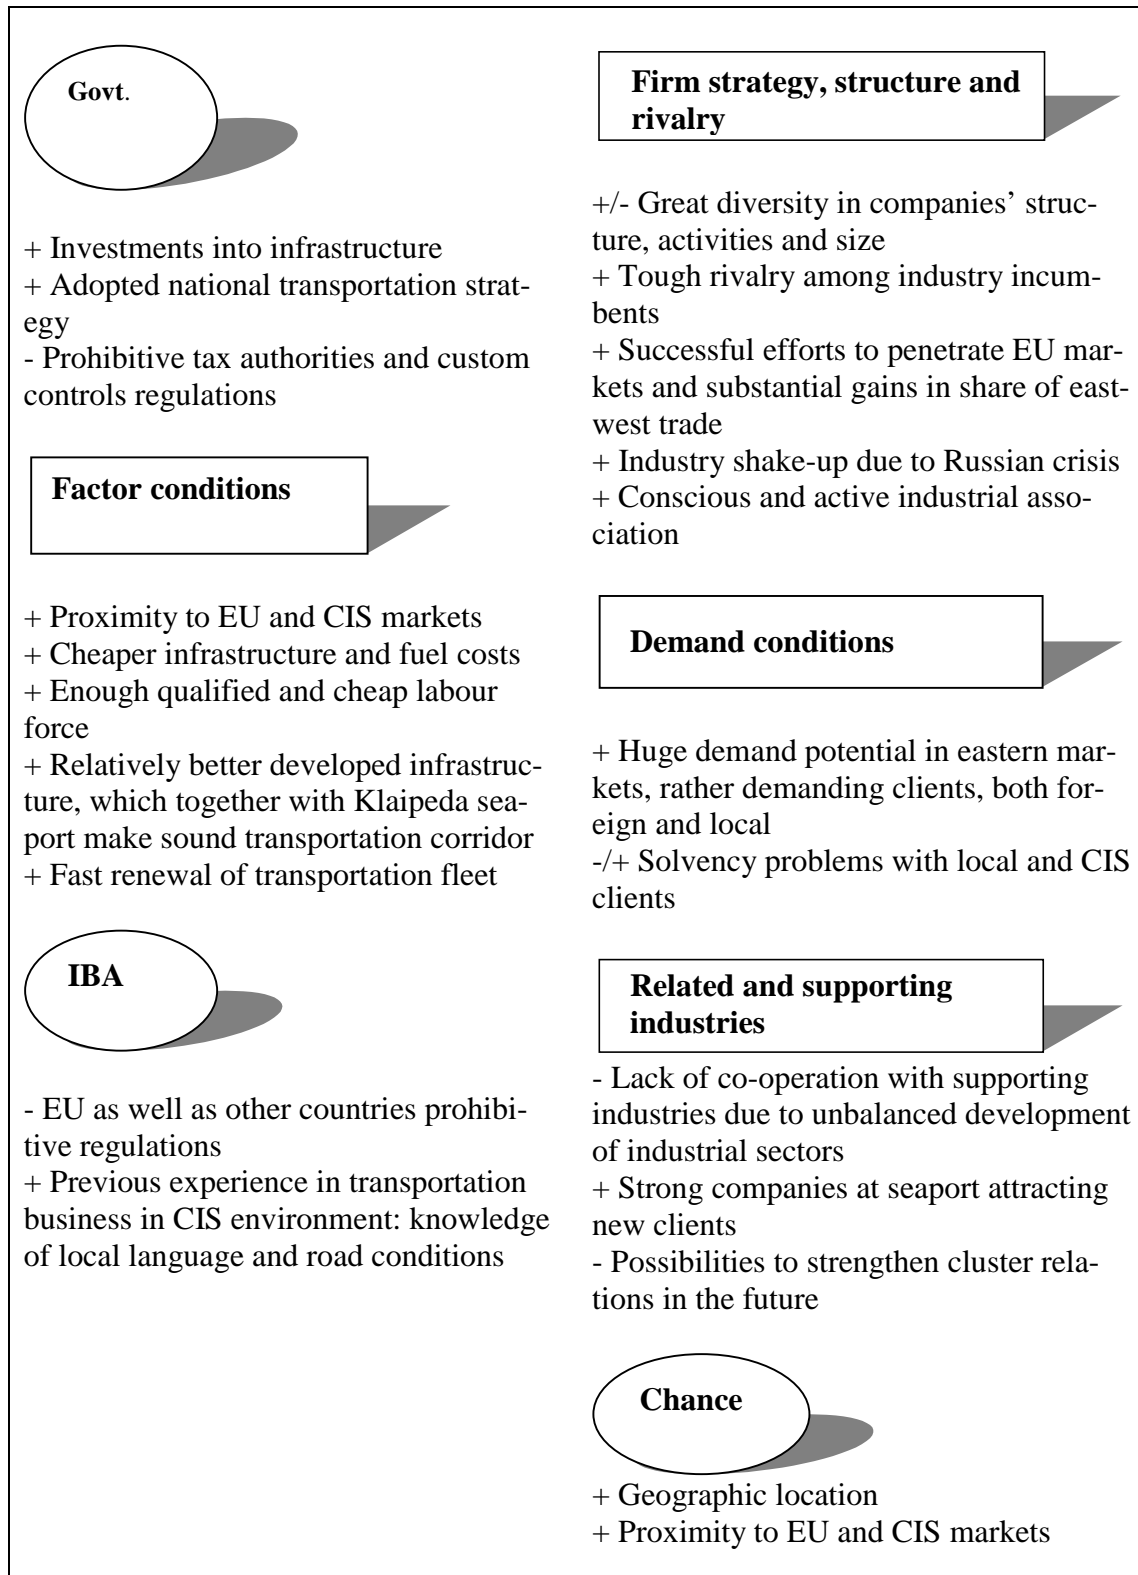 Govt.
+ Investments into infrastructure
+ Adopted national transportation strat-
egy
- Prohibitive tax authorities and custom
controls regulations
Factor conditions
+ Proximity to EU and CIS markets
+ Cheaper infrastructure and fuel costs
+ Enough qualified and cheap labour
force
+ Relatively better developed infrastruc-
ture, which together with Klaipeda sea-
port make sound transportation corridor
+ Fast renewal of transportation fleet
IBA
- EU as well as other countries prohibi-
tive regulations
+ Previous experience in transportation
business in CIS environment: knowledge
of local language and road conditions
Firm strategy, structure and
rivalry
+/- Great diversity in companies’ struc-
ture, activities and size
+ Tough rivalry among industry incum-
bents
+ Successful efforts to penetrate EU mar-
kets and substantial gains in share of east-
west trade
+ Industry shake-up due to Russian crisis
+ Conscious and active industrial asso-
ciation
Demand conditions
+ Huge demand potential in eastern mar-
kets, rather demanding clients, both for-
eign and local
-/+ Solvency problems with local and CIS
clients
Related and supporting
industries
- Lack of co-operation with supporting
industries due to unbalanced development
of industrial sectors
+ Strong companies at seaport attracting
new clients
- Possibilities to strengthen cluster rela-
tions in the future
Chance
+ Geographic location
+ Proximity to EU and CIS markets